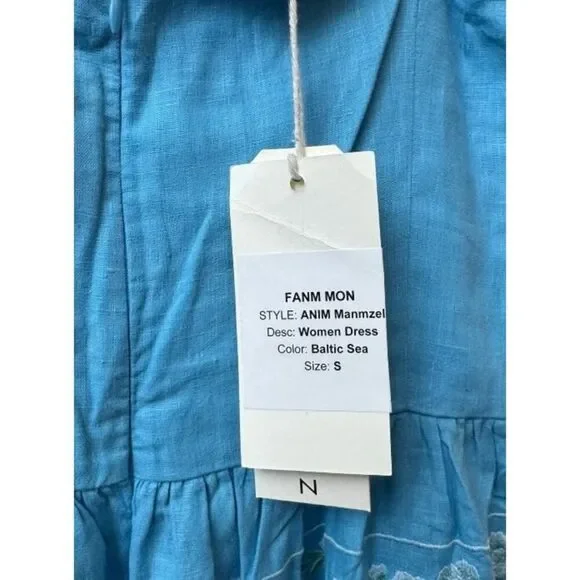 FANM MON
STYLE: ANIM Manmzel
Desc: Women Dress
Color: Baltic Sea
Size: S
N